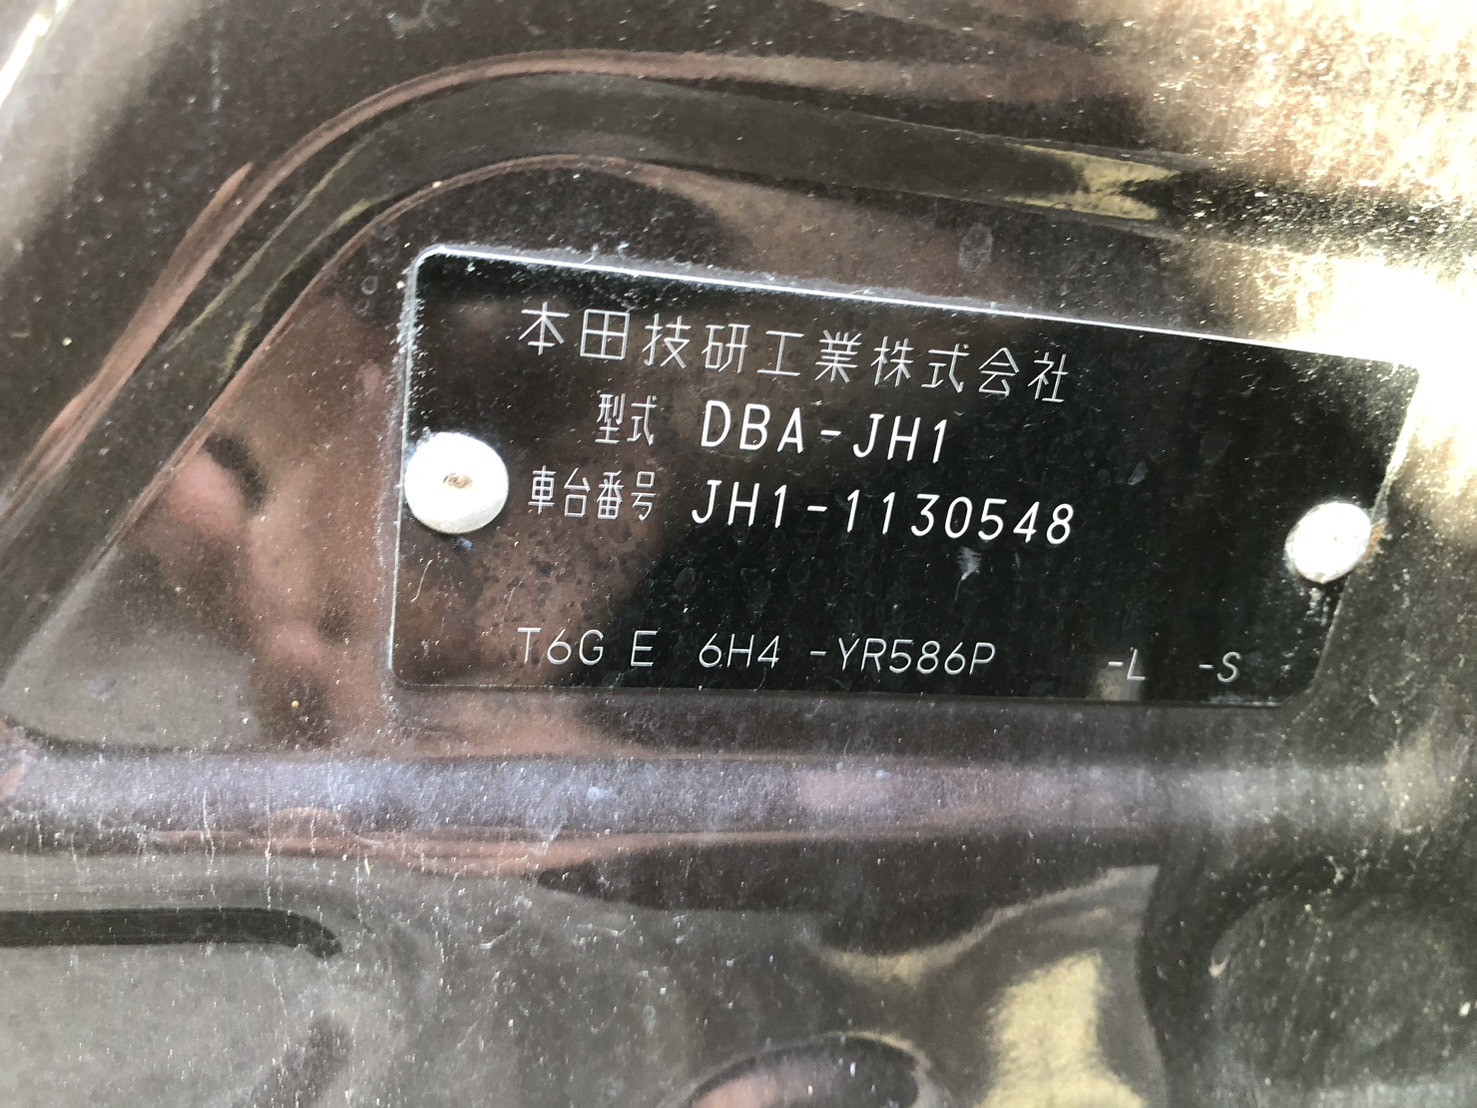 本田技研工業株式会社
型式 DBA-JH1
車台番号 JH1-1130548
T6G E 6H4 -YR586P -L -S